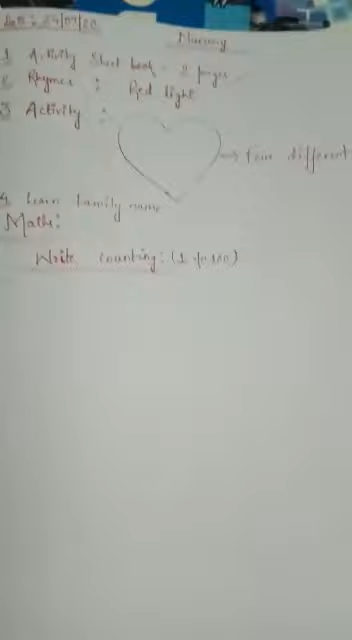 Nursery
1 Activity Sheet book - 2 pages
2 Rhymes : Red light
3 Activity :
different
4 Learn family name
Maths:
Write counting: (1 to 100)